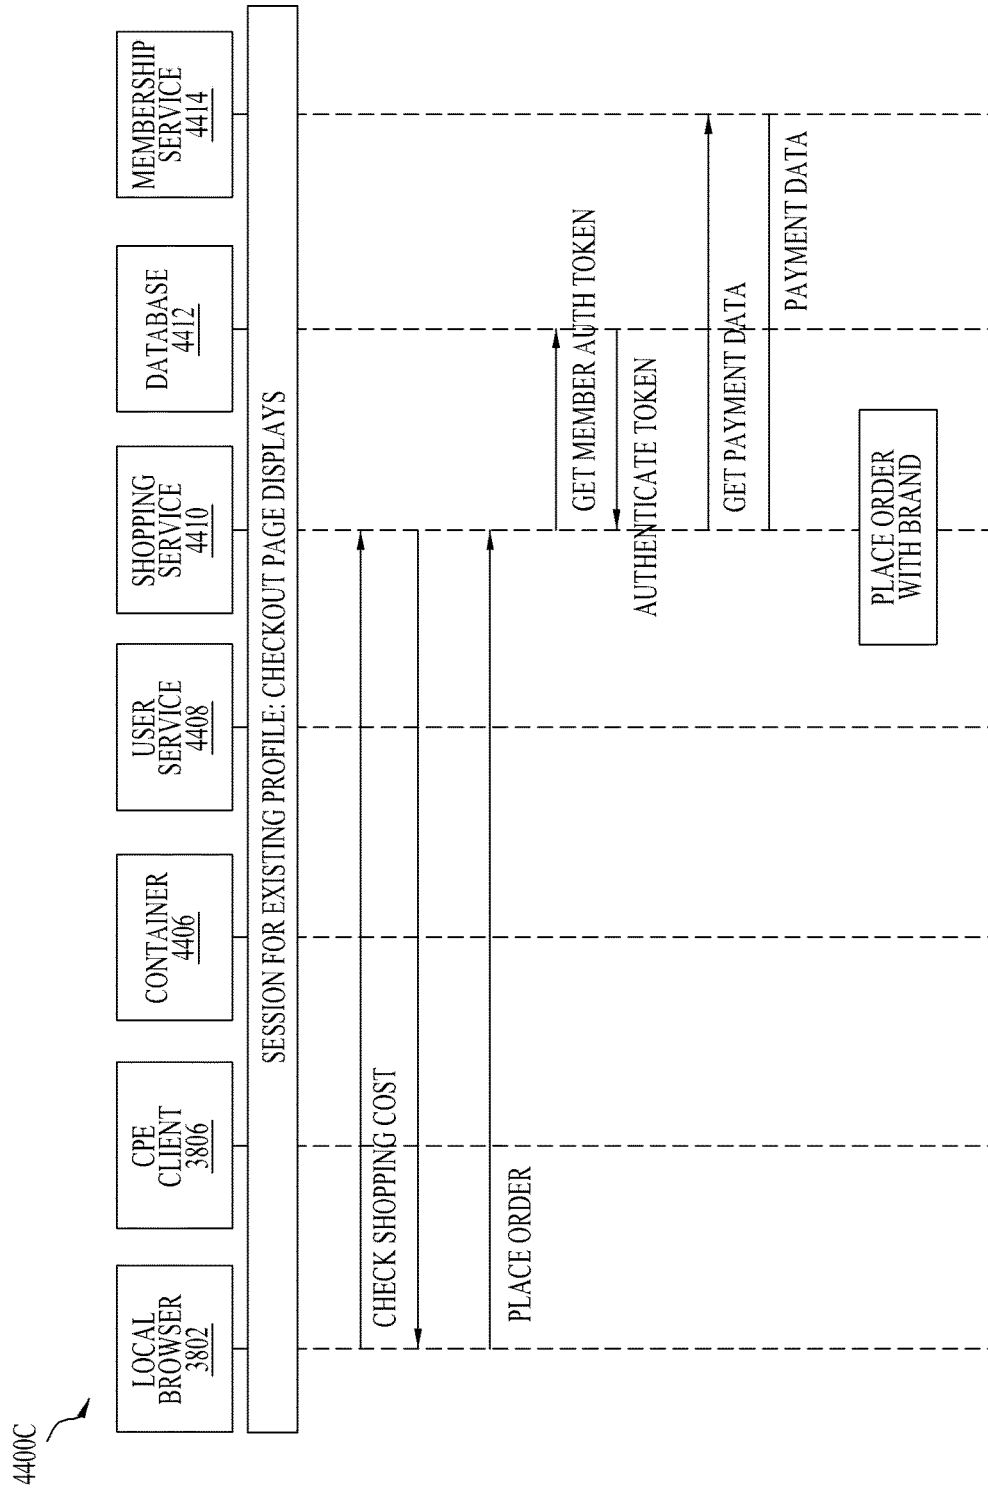 4400C
LOCAL
BROWSER
3802
CPE
CLIENT
3806
CONTAINER
4406
USER
SERVICE
4408
SHOPPING
SERVICE
4410
DATABASE
4412
MEMBERSHIP
SERVICE
4414
SESSION FOR EXISTING PROFILE: CHECKOUT PAGE DISPLAYS
CHECK SHOPPING COST
PLACE ORDER
GET MEMBER AUTH TOKEN
AUTHENTICATE TOKEN
GET PAYMENT DATA
PAYMENT DATA
PLACE ORDER
WITH BRAND